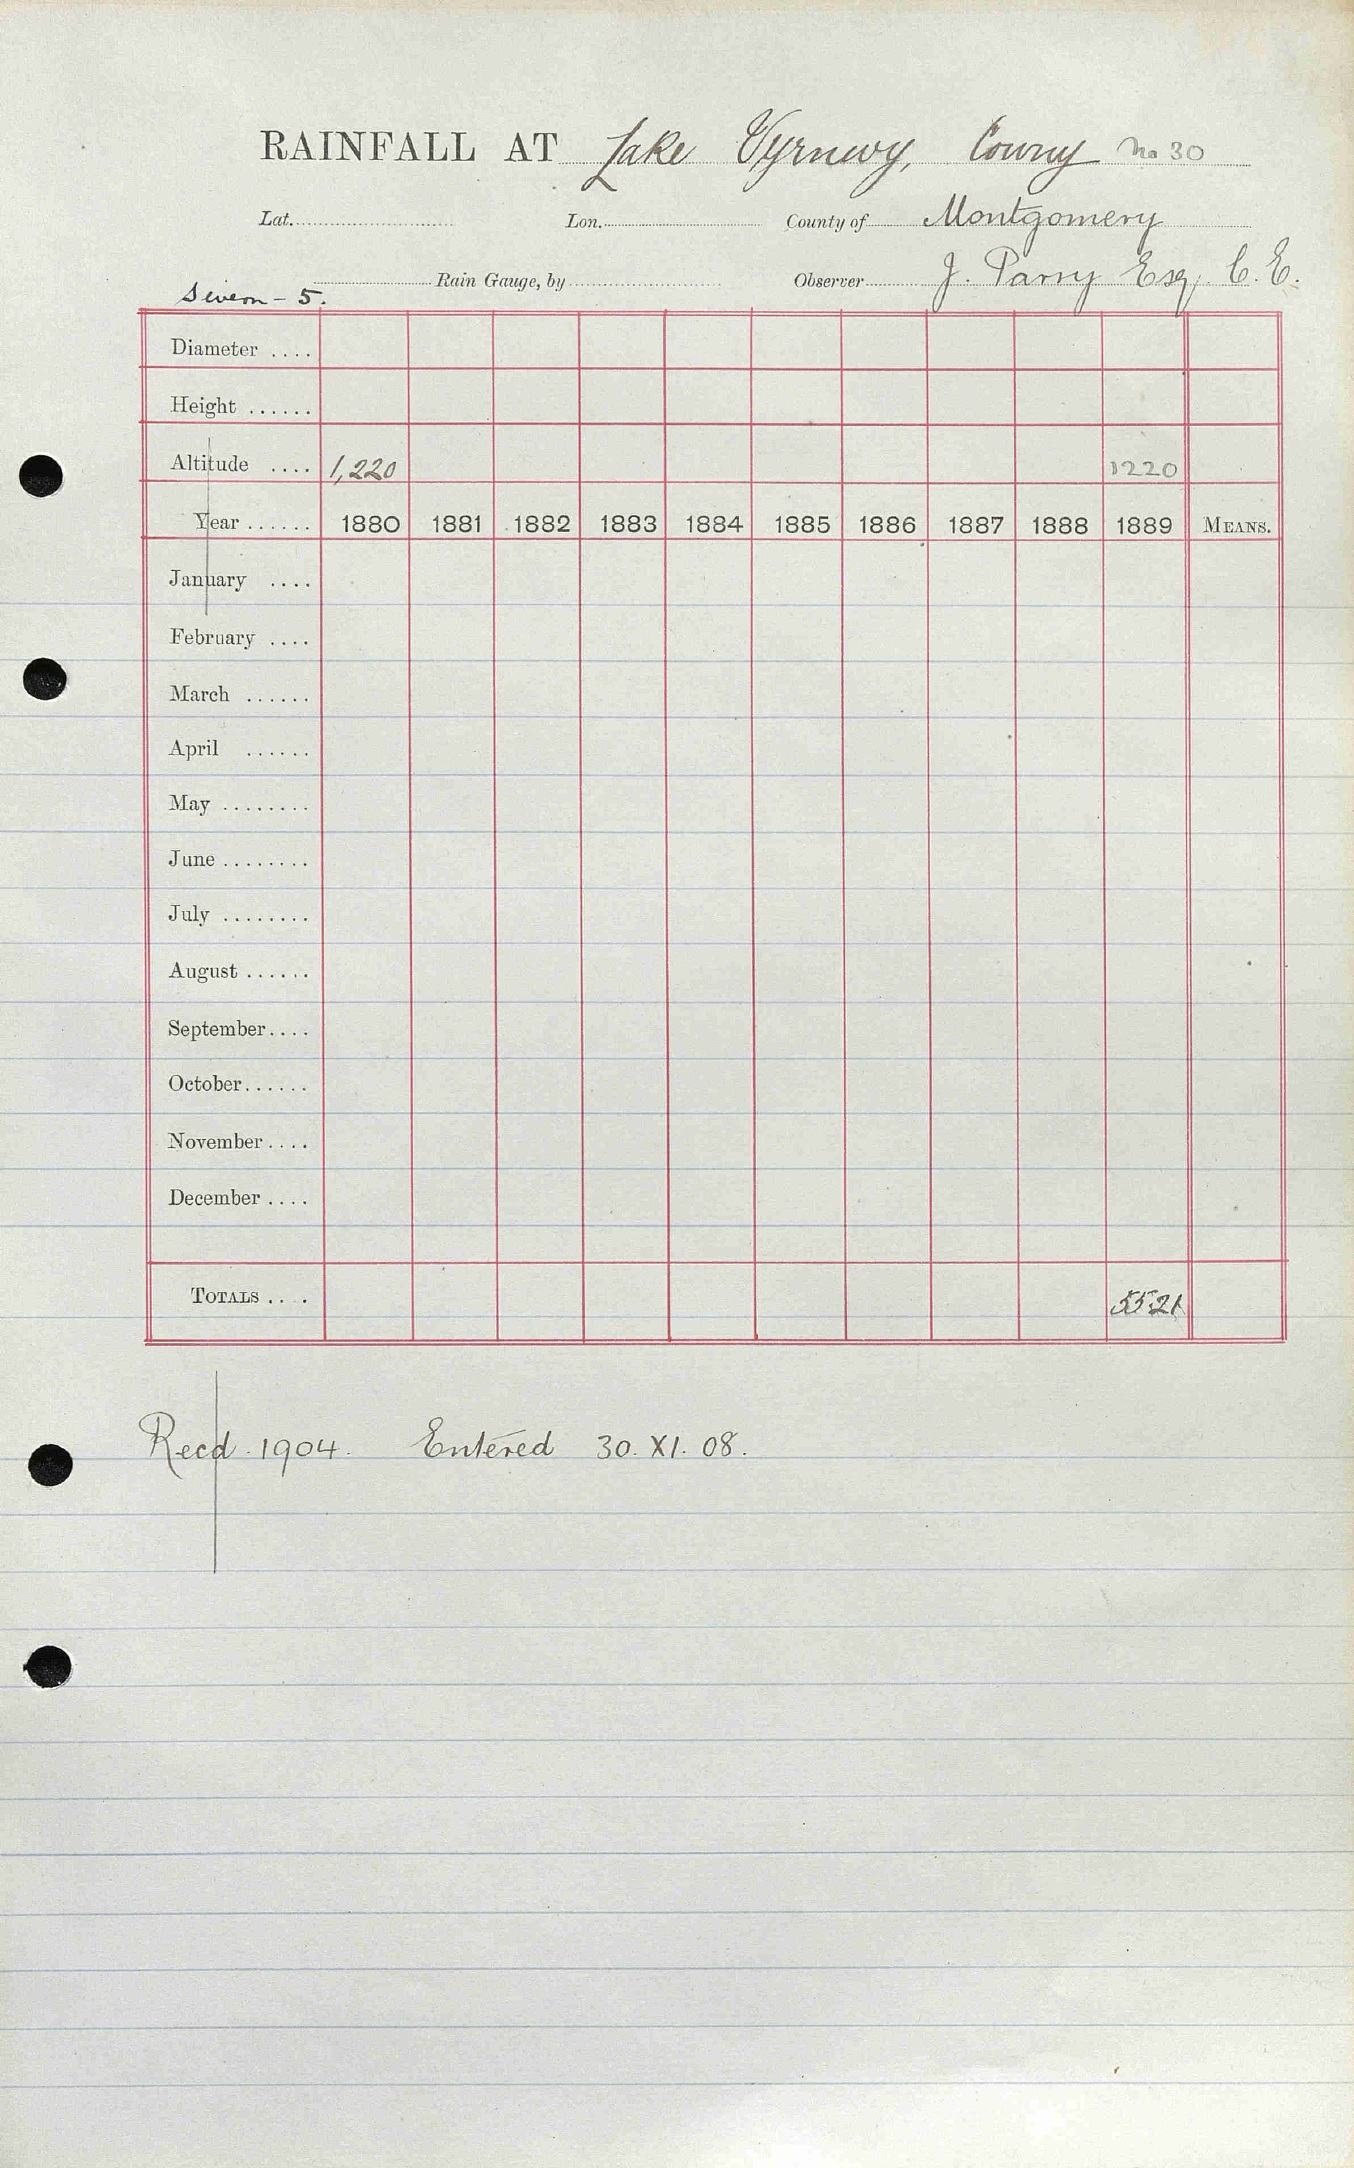 RAINFALL AT Lake Vyrnwy, Cowny No 30
Lat. Lon. County of Montgomery
Rain Gauge, by Observer J. Parry Esq, C.E.
Severn - 5.
Diameter ....
Height ......
Altitude .... 1,220 1220
Year ...... 1880 1881 1882 1883 1884 1885 1886 1887 1888 1889 MEANS.
January ....
February ....
March ......
April ......
May ........
June ........
July ........
August ......
September ....
October ......
November ....
December ....
TOTALS .... 55.21
Recd. 1904. Entered 30. XI. 08.